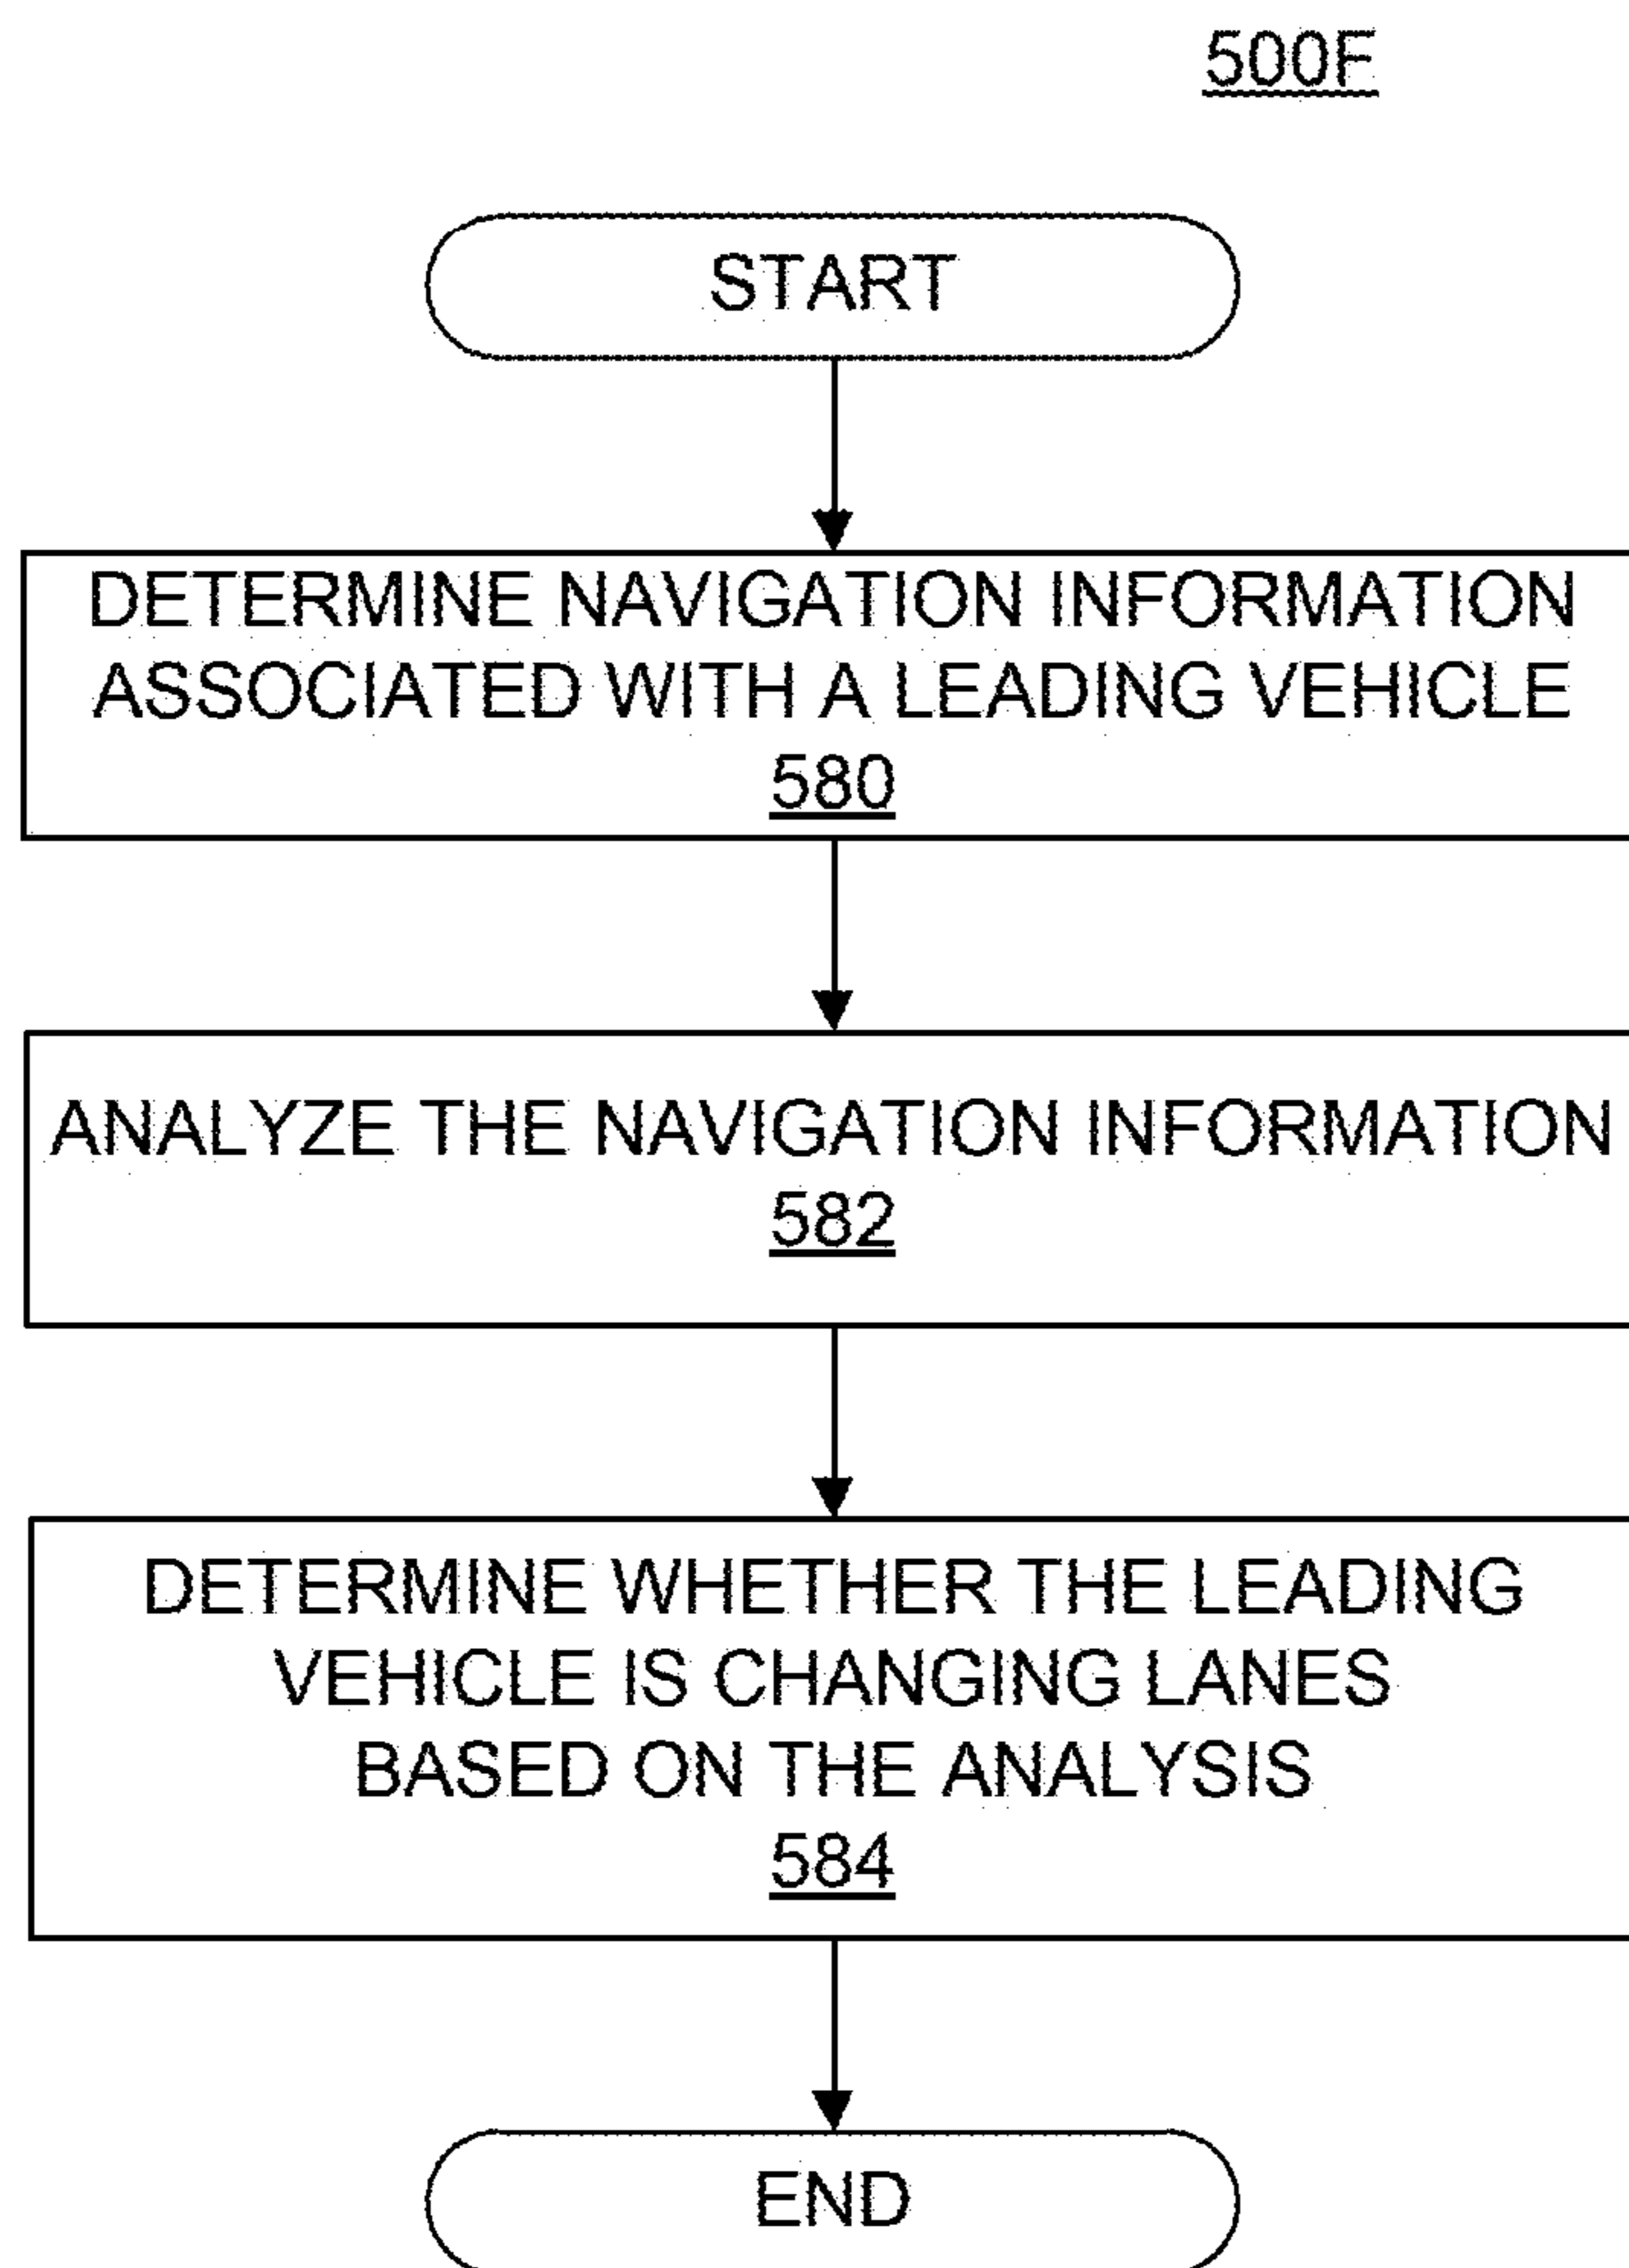 500F
START
DETERMINE NAVIGATION INFORMATION
ASSOCIATED WITH A LEADING VEHICLE
580
ANALYZE THE NAVIGATION INFORMATION
582
DETERMINE WHETHER THE LEADING
VEHICLE IS CHANGING LANES
BASED ON THE ANALYSIS
584
END